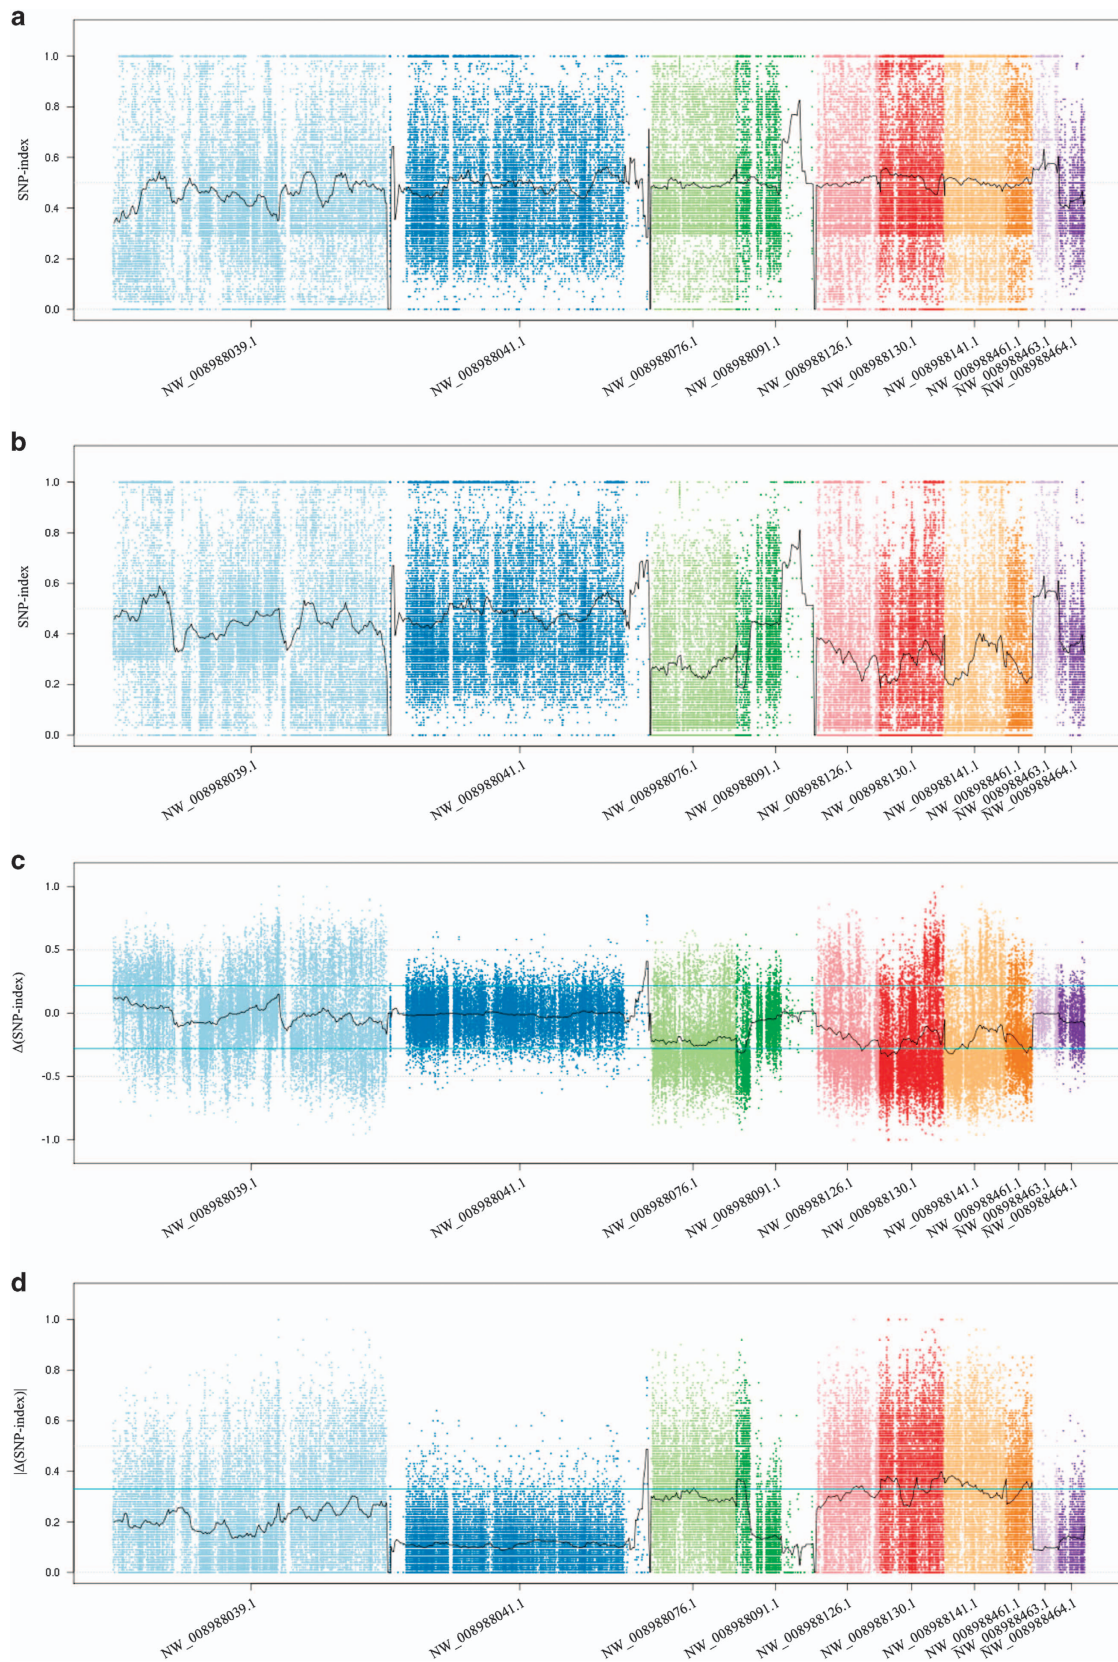 a
SNP-index
1.0
0.8
0.6
0.4
0.2
0.0
NW_008988039.1
NW_008988041.1
NW_008988076.1
NW_008988091.1
NW_008988126.1
NW_008988130.1
NW_008988141.1
NW_008988461.1
NW_008988463.1
NW_008988464.1
b
SNP-index
1.0
0.8
0.6
0.4
0.2
0.0
NW_008988039.1
NW_008988041.1
NW_008988076.1
NW_008988091.1
NW_008988126.1
NW_008988130.1
NW_008988141.1
NW_008988461.1
NW_008988463.1
NW_008988464.1
c
Δ(SNP-index)
1.0
0.5
0.0
-0.5
-1.0
NW_008988039.1
NW_008988041.1
NW_008988076.1
NW_008988091.1
NW_008988126.1
NW_008988130.1
NW_008988141.1
NW_008988461.1
NW_008988463.1
NW_008988464.1
d
|Δ(SNP-index)|
1.0
0.8
0.6
0.4
0.2
0.0
NW_008988039.1
NW_008988041.1
NW_008988076.1
NW_008988091.1
NW_008988126.1
NW_008988130.1
NW_008988141.1
NW_008988461.1
NW_008988463.1
NW_008988464.1